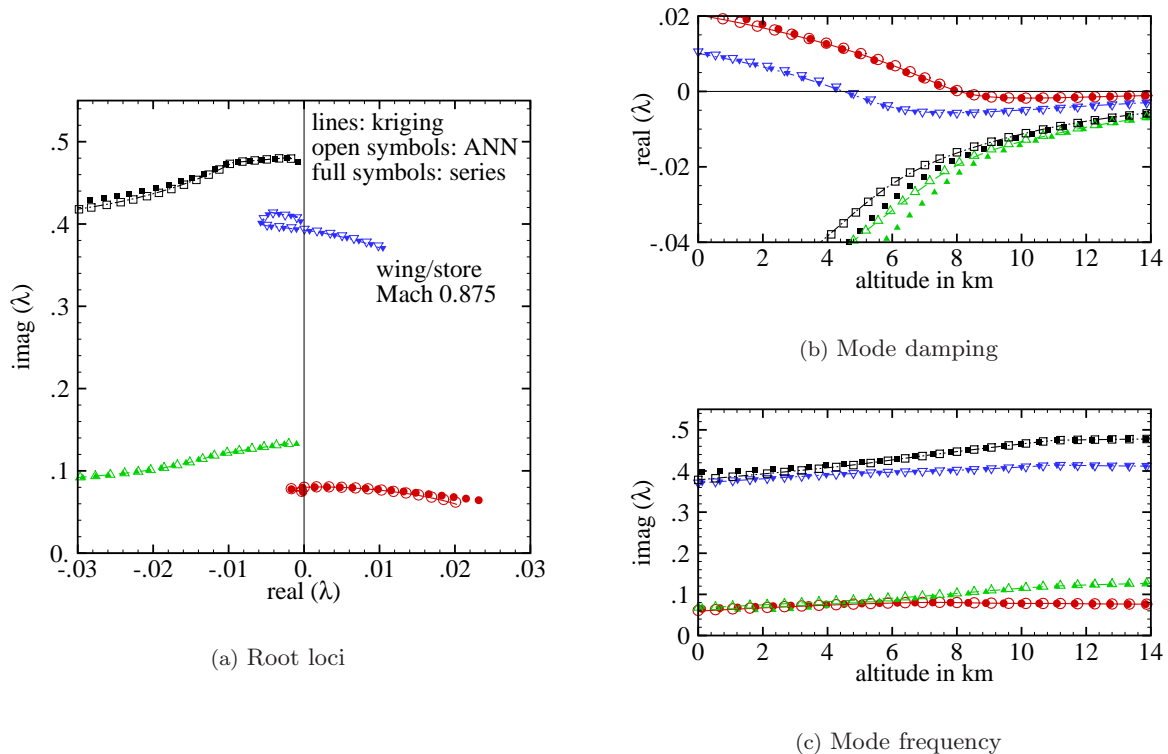 lines: kriging
open symbols: ANN
full symbols: series
wing/store
Mach 0.875
imag (λ)
.5
.4
.3
.2
.1
0.
-.03
-.02
-.01
0.
.01
.02
.03
real (λ)
(a) Root loci
real (λ)
.02
0
-.02
-.04
0
2
4
6
8
10
12
14
altitude in km
(b) Mode damping
imag (λ)
.5
.4
.3
.2
.1
0
0
2
4
6
8
10
12
14
altitude in km
(c) Mode frequency